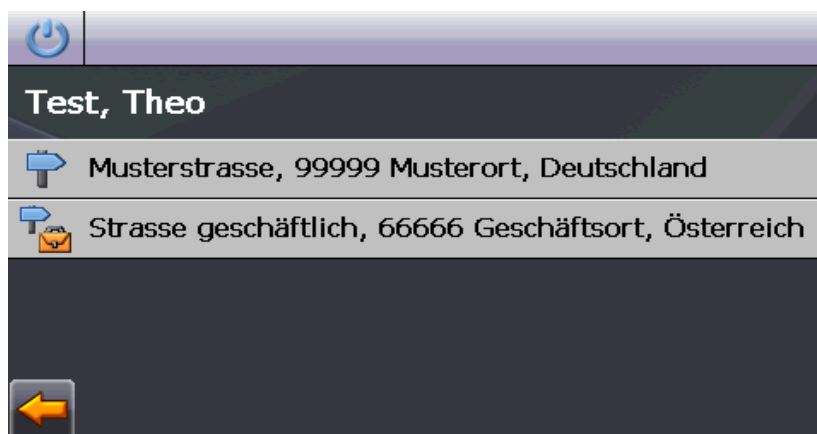 Test, Theo
Musterstrasse, 99999 Musterort, Deutschland
Strasse geschäftlich, 66666 Geschäftsort, Österreich